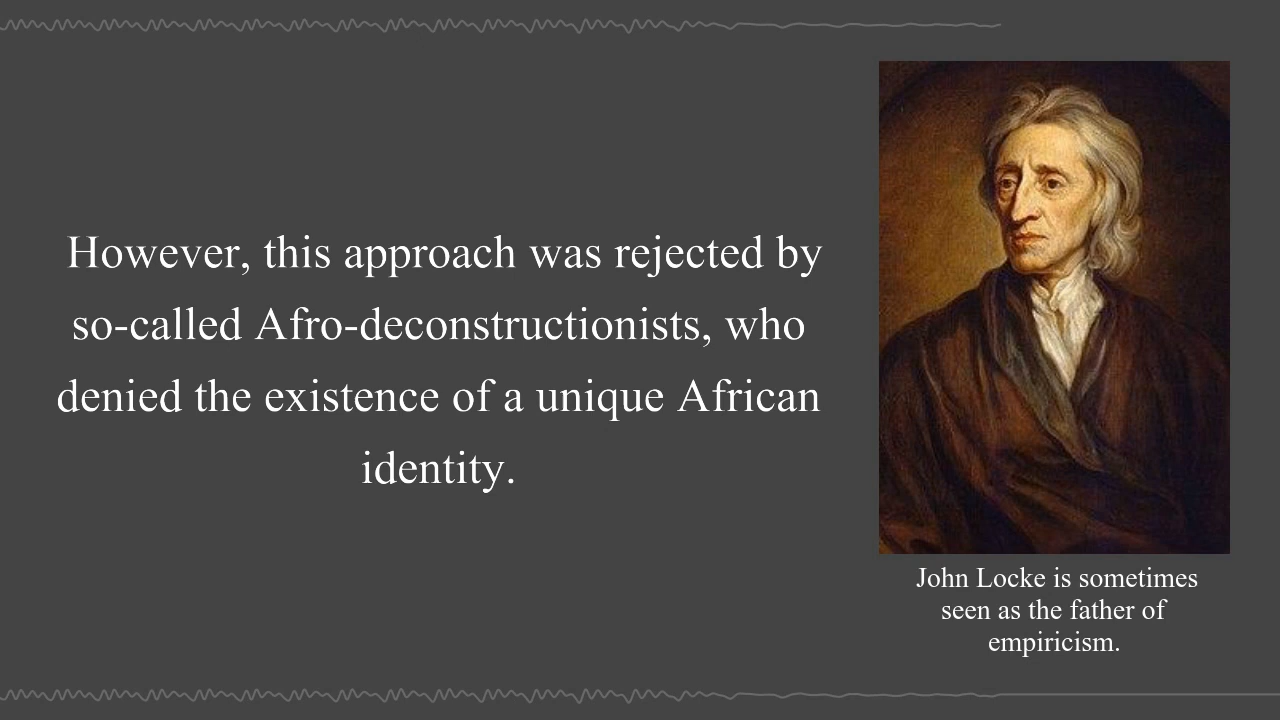 However, this approach was rejected by
so-called Afro-deconstructionists, who
denied the existence of a unique African
identity.
John Locke is sometimes
seen as the father of
empiricism.